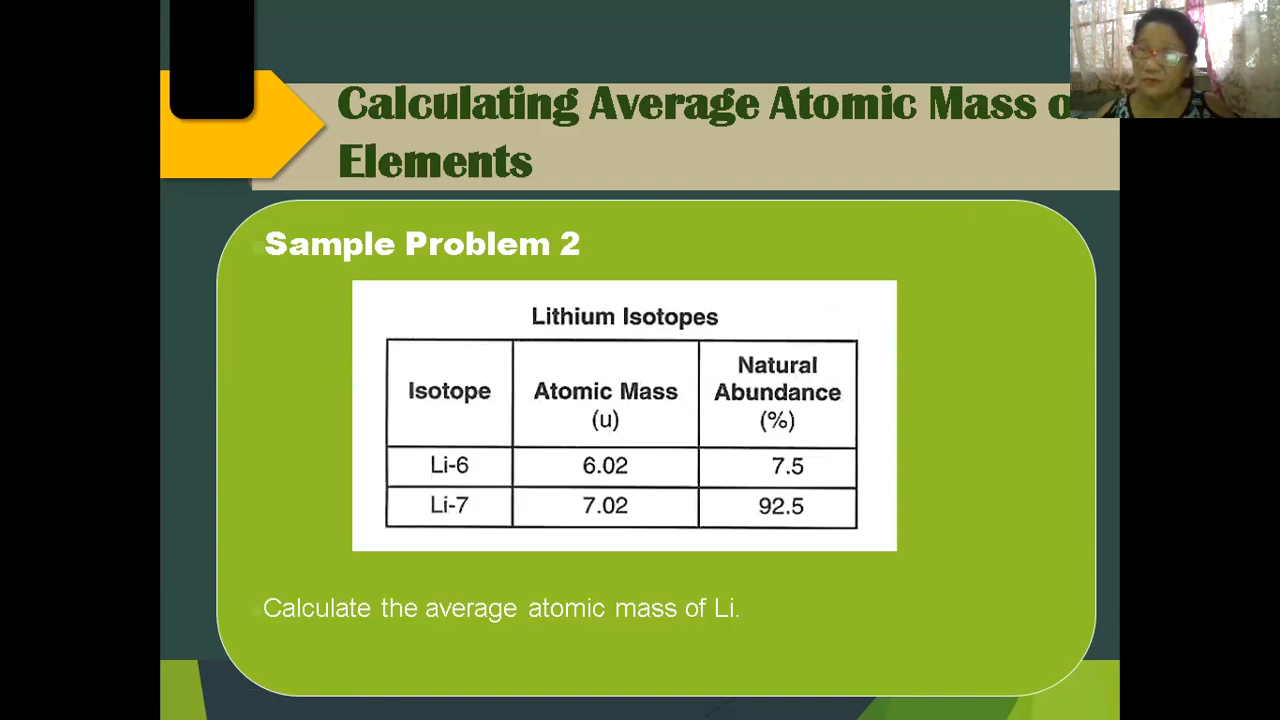 Calculating Average Atomic Mass o
Elements
Sample Problem 2
Lithium Isotopes
Isotope
Atomic Mass
(u)
Natural
Abundance
(%)
Li-6
6.02
7.5
Li-7
7.02
92.5
Calculate the average atomic mass of Li.